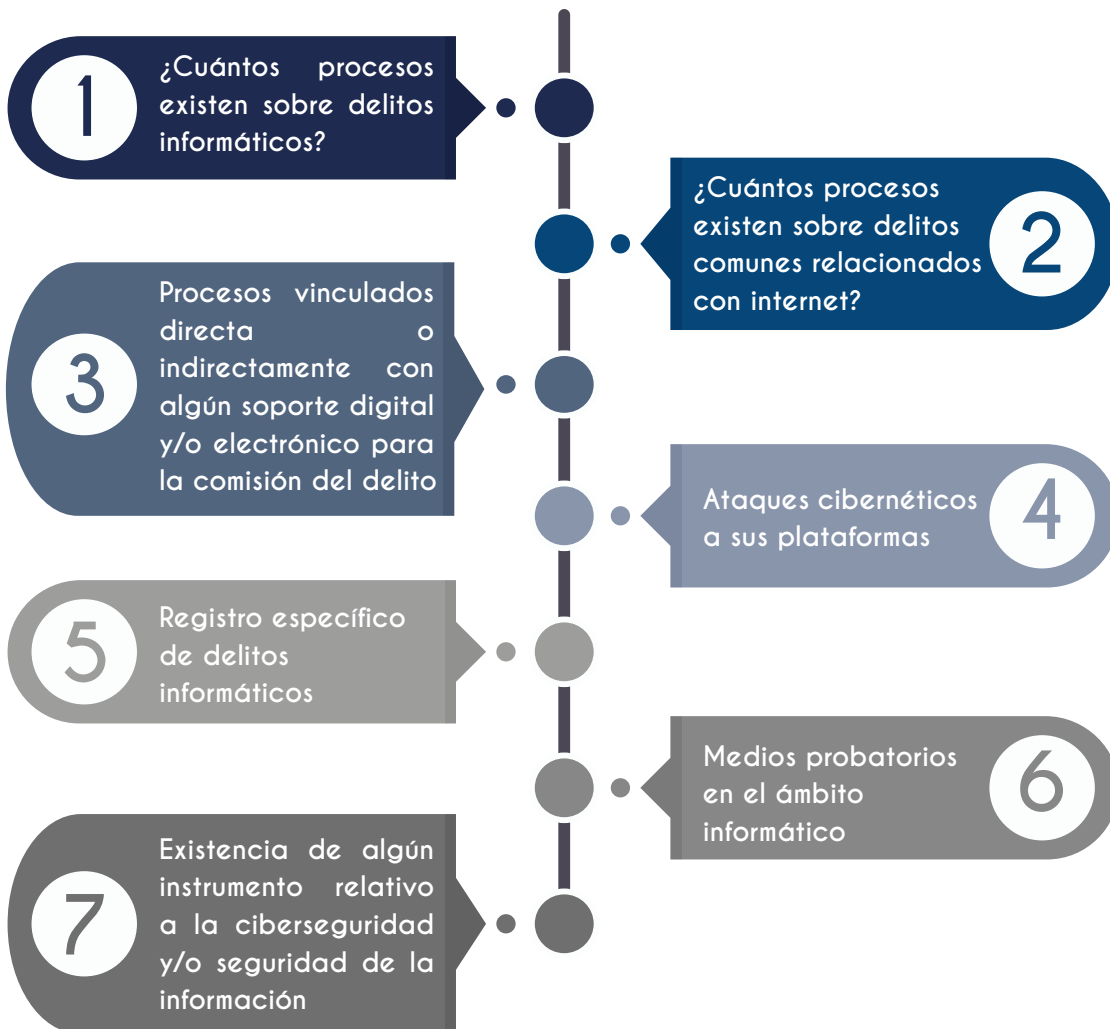 1
¿Cuántos procesos
existen sobre delitos
informáticos?
2
¿Cuántos procesos
existen sobre delitos
comunes relacionados
con internet?
3
Procesos vinculados
directa o
indirectamente con
algún soporte digital
y/o electrónico para
la comisión del delito
4
Ataques cibernéticos
a sus plataformas
5
Registro específico
de delitos
informáticos
6
Medios probatorios
en el ámbito
informático
7
Existencia de algún
instrumento relativo
a la ciberseguridad
y/o seguridad de la
información